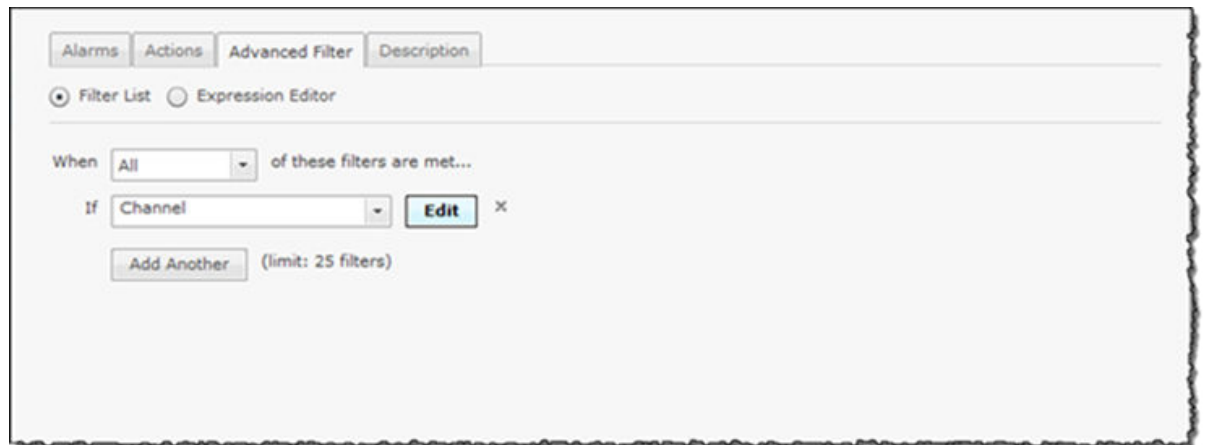 Alarms Actions Advanced Filter Description
Filter List Expression Editor
When All of these filters are met...
If Channel Edit ×
Add Another (limit: 25 filters)